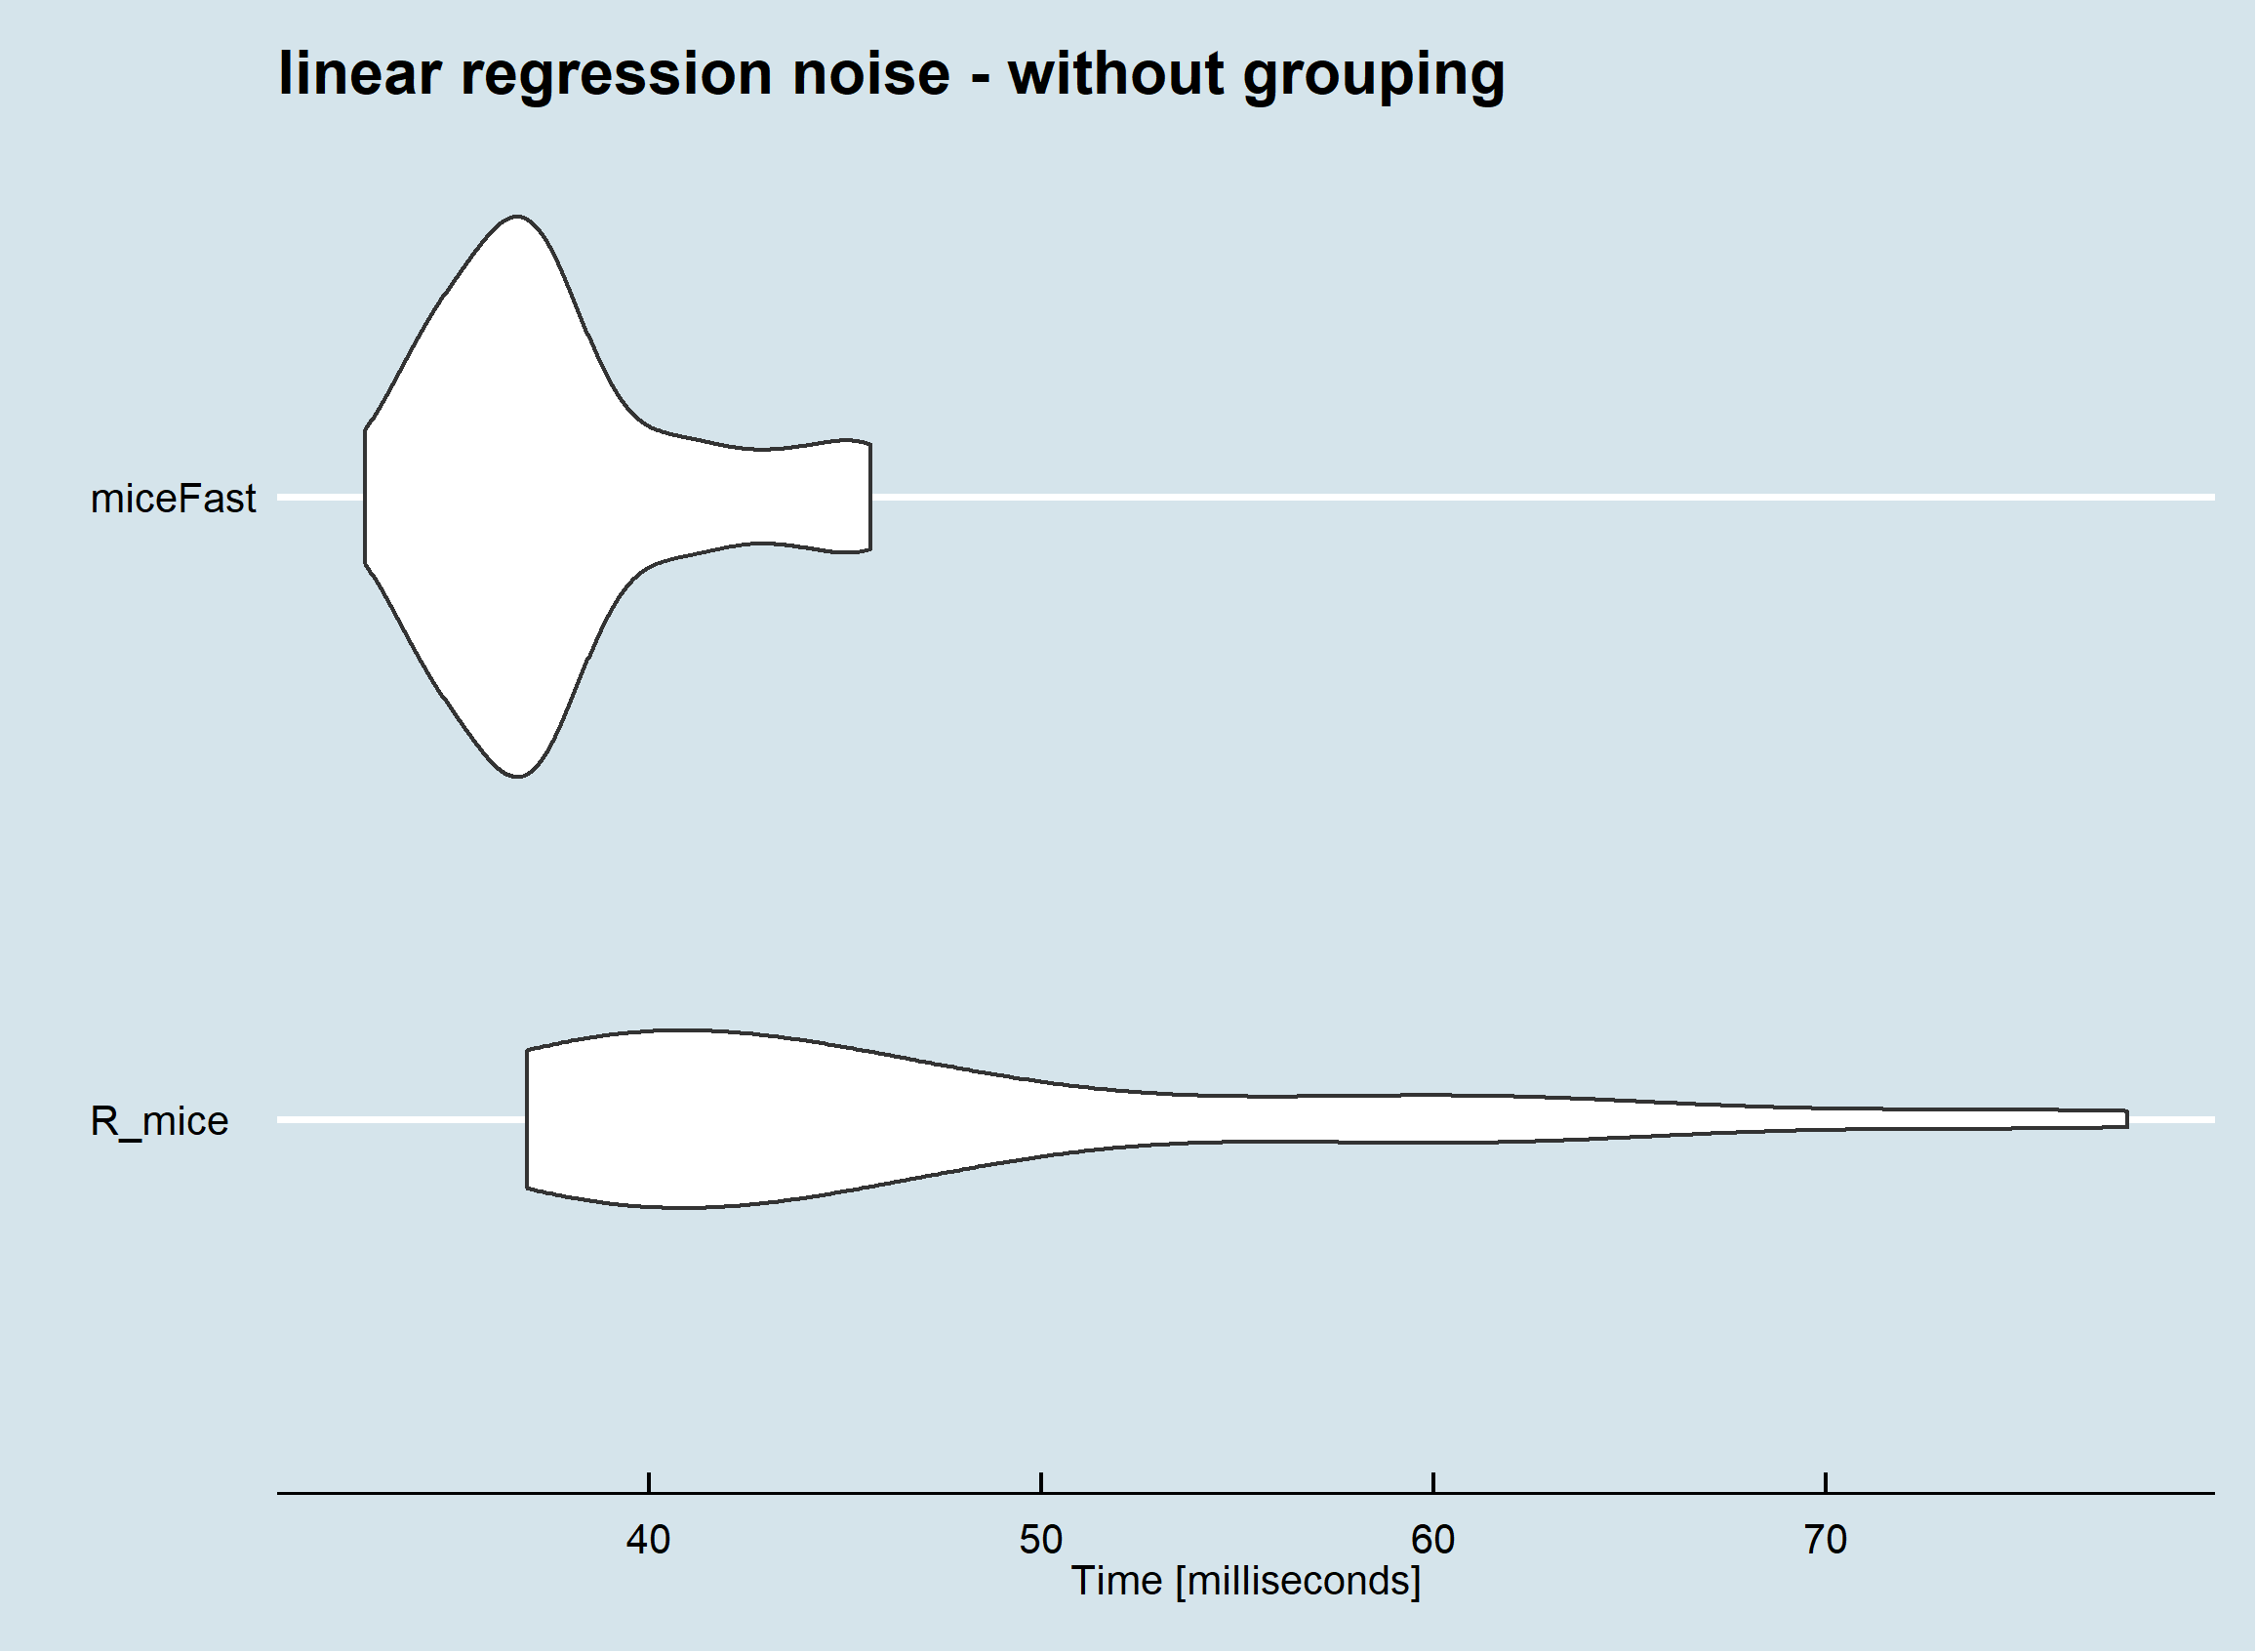 linear regression noise - without grouping
miceFast
R_mice
40 50 60 70
Time [milliseconds]